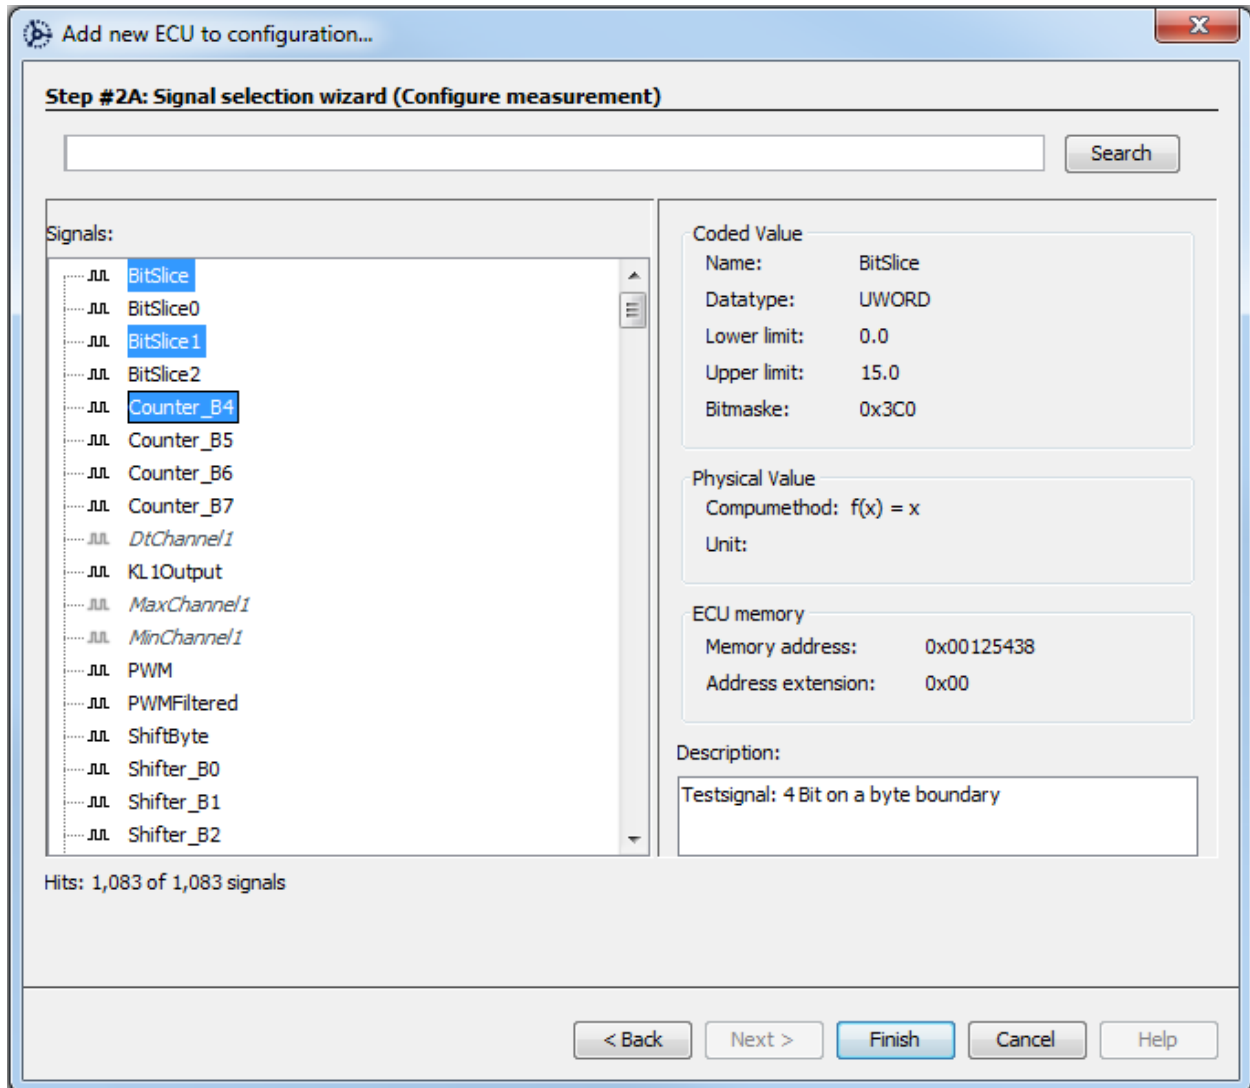 Add new ECU to configuration...
Step #2A: Signal selection wizard (Configure measurement)
Search
Signals:
BitSlice
BitSlice0
BitSlice1
BitSlice2
Counter_B4
Counter_B5
Counter_B6
Counter_B7
DtChannel1
KL1Output
MaxChannel1
MinChannel1
PWM
PWMFiltered
ShiftByte
Shifter_B0
Shifter_B1
Shifter_B2
Hits: 1,083 of 1,083 signals
Coded Value
Name: BitSlice
Datatype: UWORD
Lower limit: 0.0
Upper limit: 15.0
Bitmaske: 0x3C0
Physical Value
Compumethod: f(x) = x
Unit:
ECU memory
Memory address: 0x00125438
Address extension: 0x00
Description:
Testsignal: 4 Bit on a byte boundary
< Back Next > Finish Cancel Help